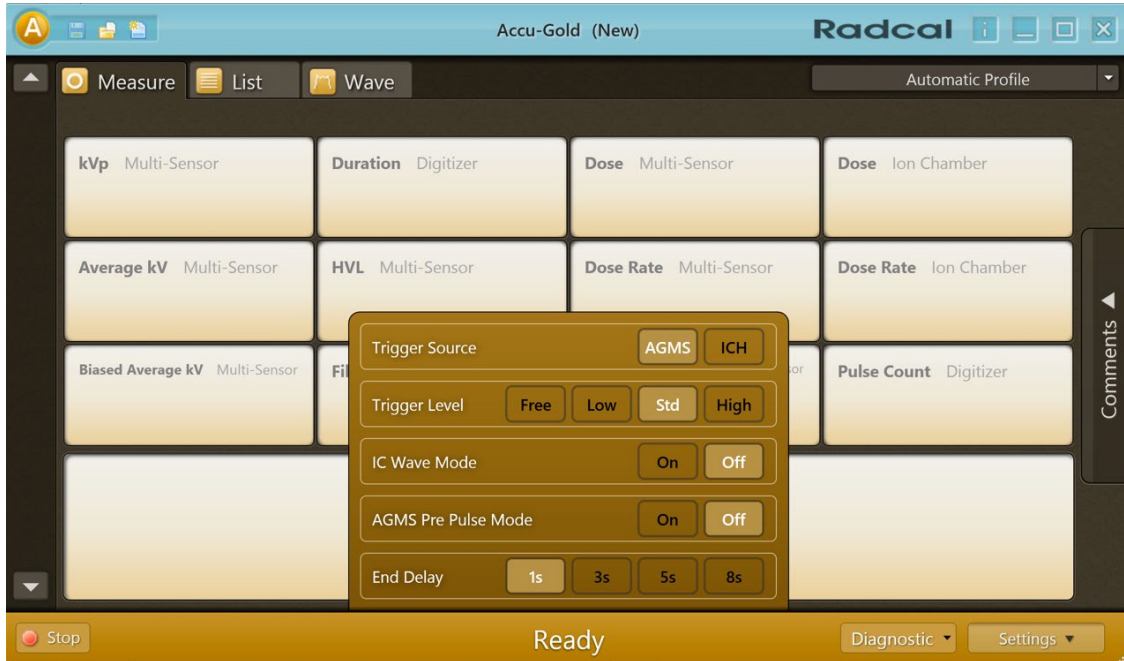 A Accu-Gold (New) Radcal i
Measure List Wave Automatic Profile
kVp Multi-Sensor Duration Digitizer Dose Multi-Sensor Dose Ion Chamber
Average kV Multi-Sensor HVL Multi-Sensor Dose Rate Multi-Sensor Dose Rate Ion Chamber
Trigger Source AGMS ICH
Biased Average kV Multi-Sensor Pulse Count Digitizer
Trigger Level Free Low Std High
IC Wave Mode On Off
AGMS Pre Pulse Mode On Off
End Delay 1s 3s 5s 8s
Comments
Stop Ready Diagnostic Settings